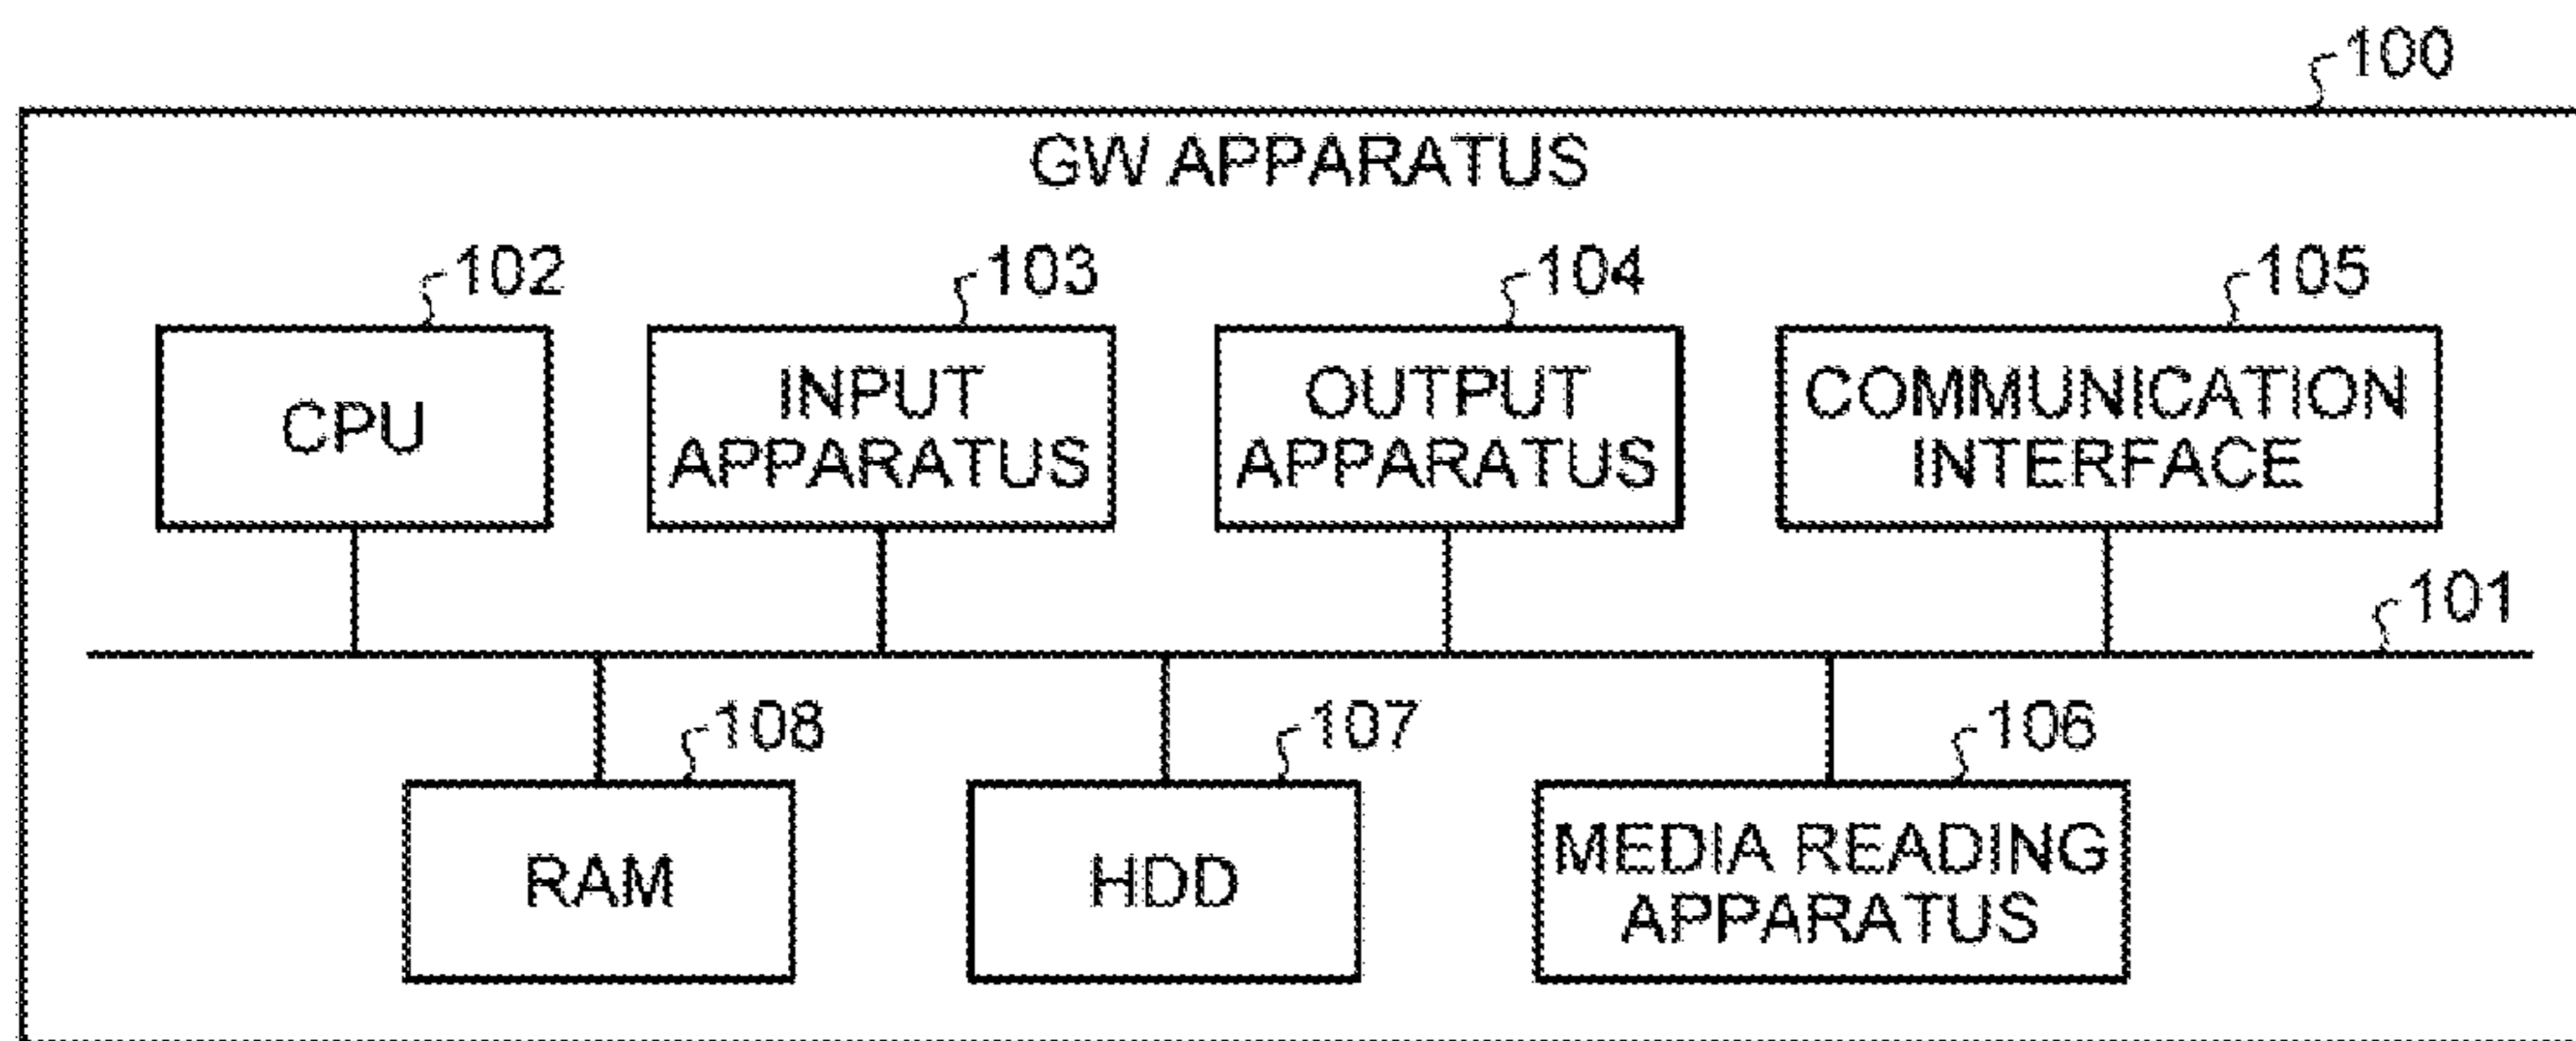 100
GW APPARATUS
102
103
104
105
CPU
INPUT
APPARATUS
OUTPUT
APPARATUS
COMMUNICATION
INTERFACE
101
108
107
106
RAM
HDD
MEDIA READING
APPARATUS